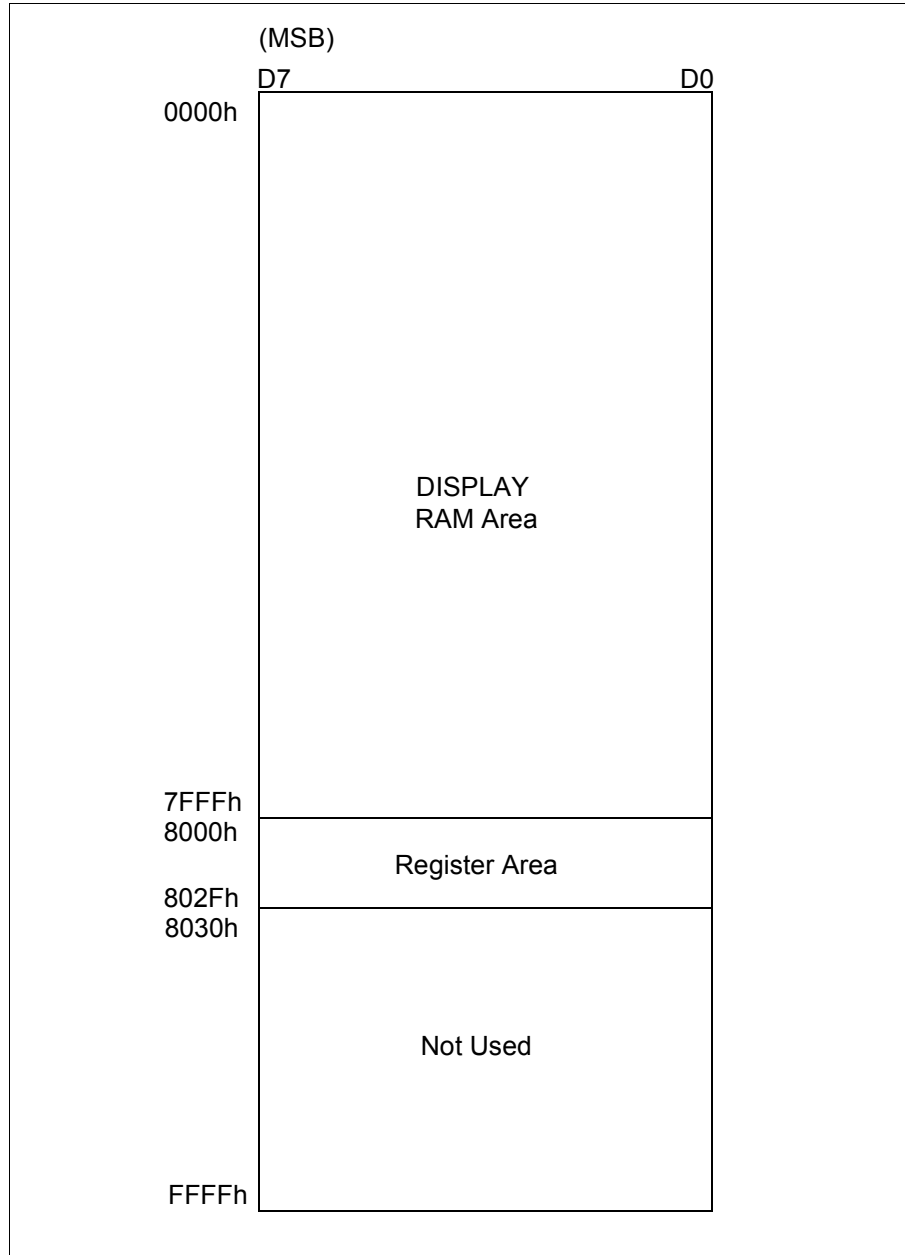 (MSB)
D7 D0
0000h
DISPLAY
RAM Area
7FFFh
8000h
Register Area
802Fh
8030h
Not Used
FFFFh